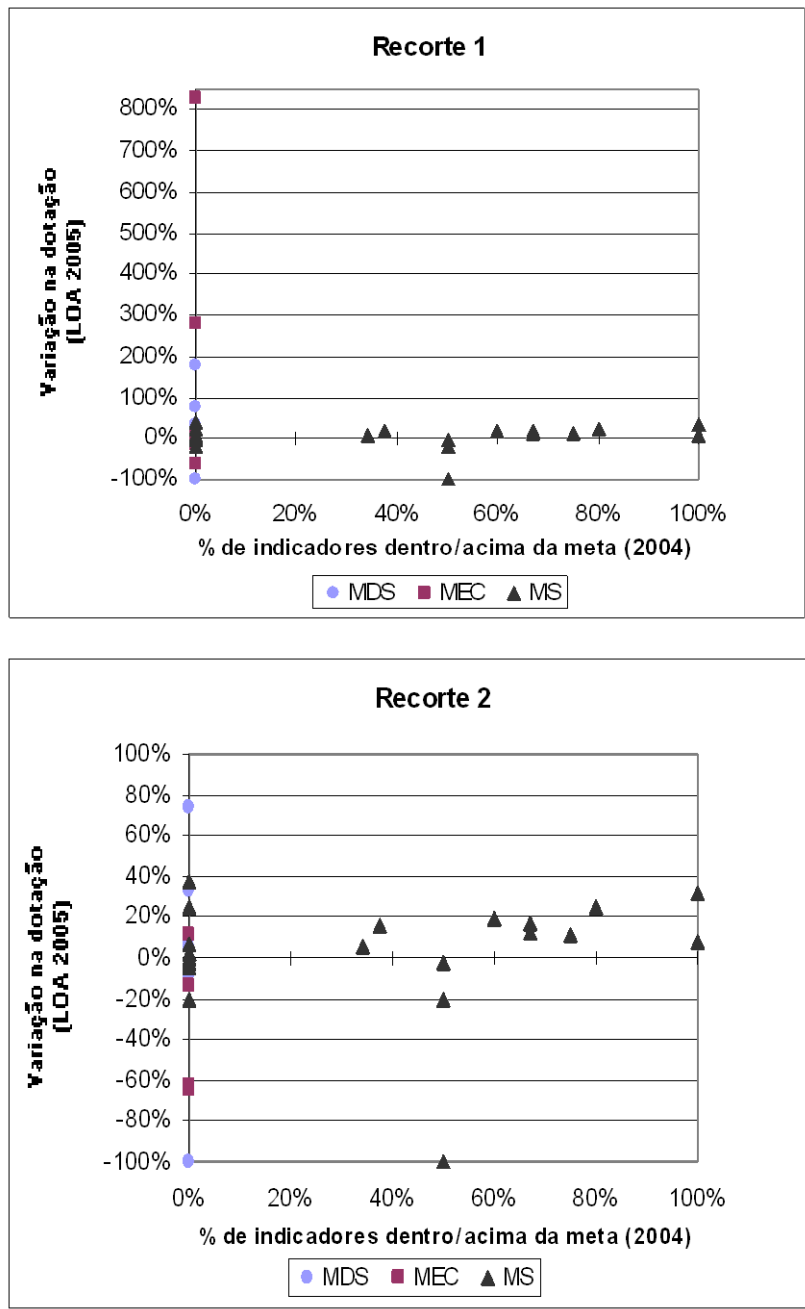 Recorte 1
Variação na dotação
(LOA 2005)
800%
700%
600%
500%
400%
300%
200%
100%
0%
-100%
0% 20% 40% 60% 80% 100%
% de indicadores dentro/acima da meta (2004)
MDS MEC MS
Recorte 2
Variação na dotação
(LOA 2005)
100%
80%
60%
40%
20%
0%
-20%
-40%
-60%
-80%
-100%
0% 20% 40% 60% 80% 100%
% de indicadores dentro/acima da meta (2004)
MDS MEC MS